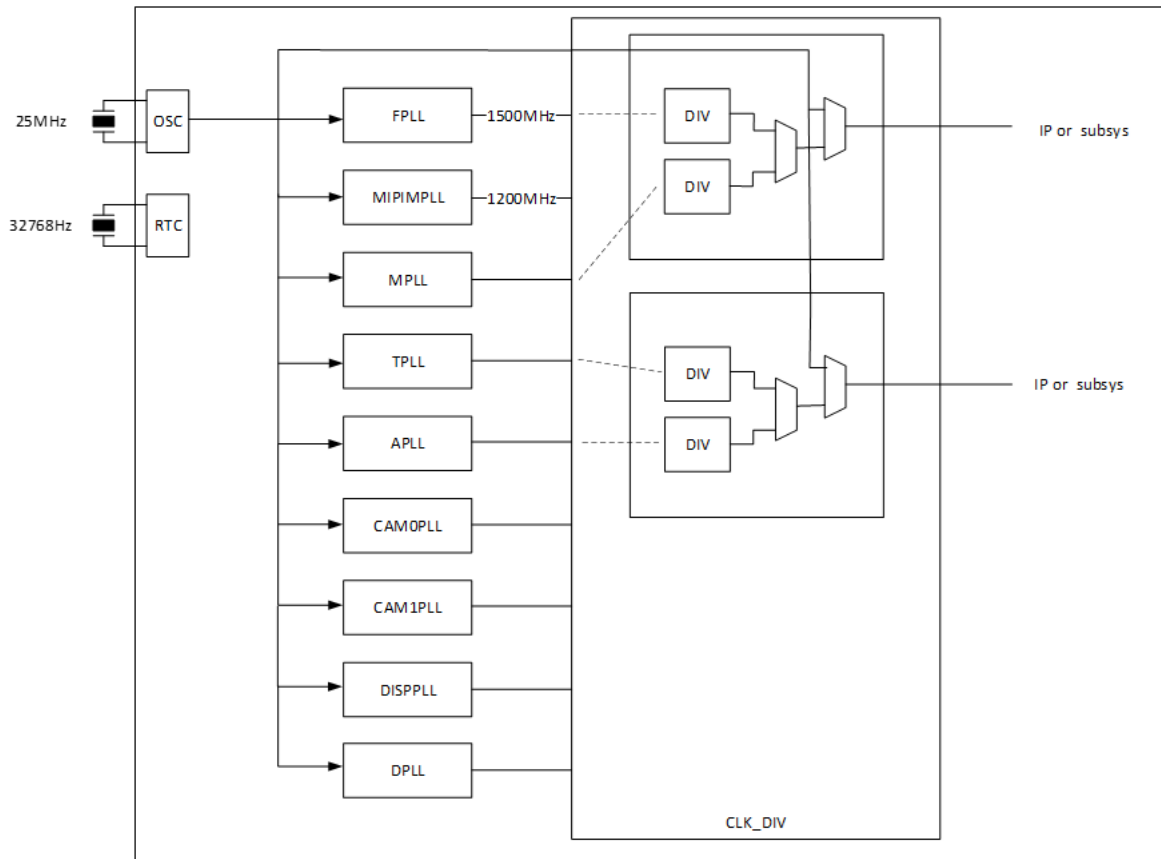 25MHz
OSC
FPLL
1500MHz
DIV
IP or subsys
32768Hz
RTC
MIPIMPLL
1200MHz
DIV
MPLL
TPLL
DIV
IP or subsys
APLL
DIV
CAM0PLL
CAM1PLL
DISPPLL
DPLL
CLK_DIV